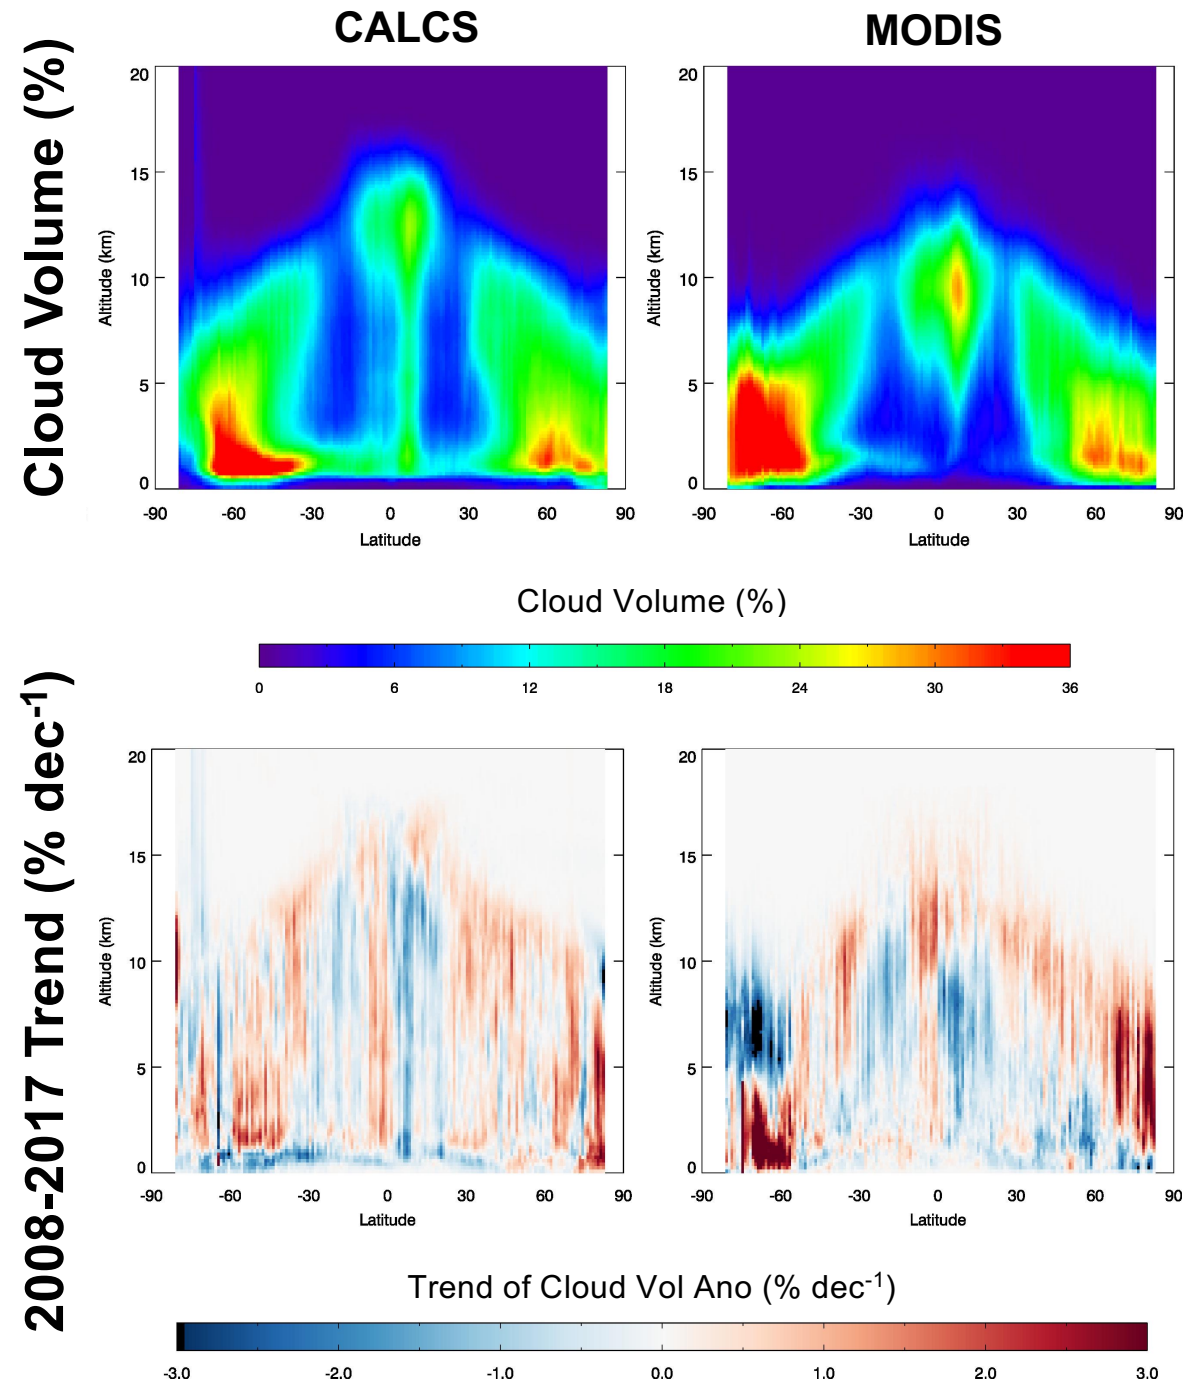 CALCS MODIS
Cloud Volume (%)
20 20
15 15
10 10
5 5
0 0
Altitude (km) Altitude (km)
-90 -60 -30 0 30 60 90 -90 -60 -30 0 30 60 90
Latitude Latitude
Cloud Volume (%)
0 6 12 18 24 30 36
2008-2017 Trend (% dec-1)
20 20
15 15
10 10
5 5
0 0
Altitude (km) Altitude (km)
-90 -60 -30 0 30 60 90 -90 -60 -30 0 30 60 90
Latitude Latitude
Trend of Cloud Vol Ano (% dec-1)
-3.0 -2.0 -1.0 0.0 1.0 2.0 3.0